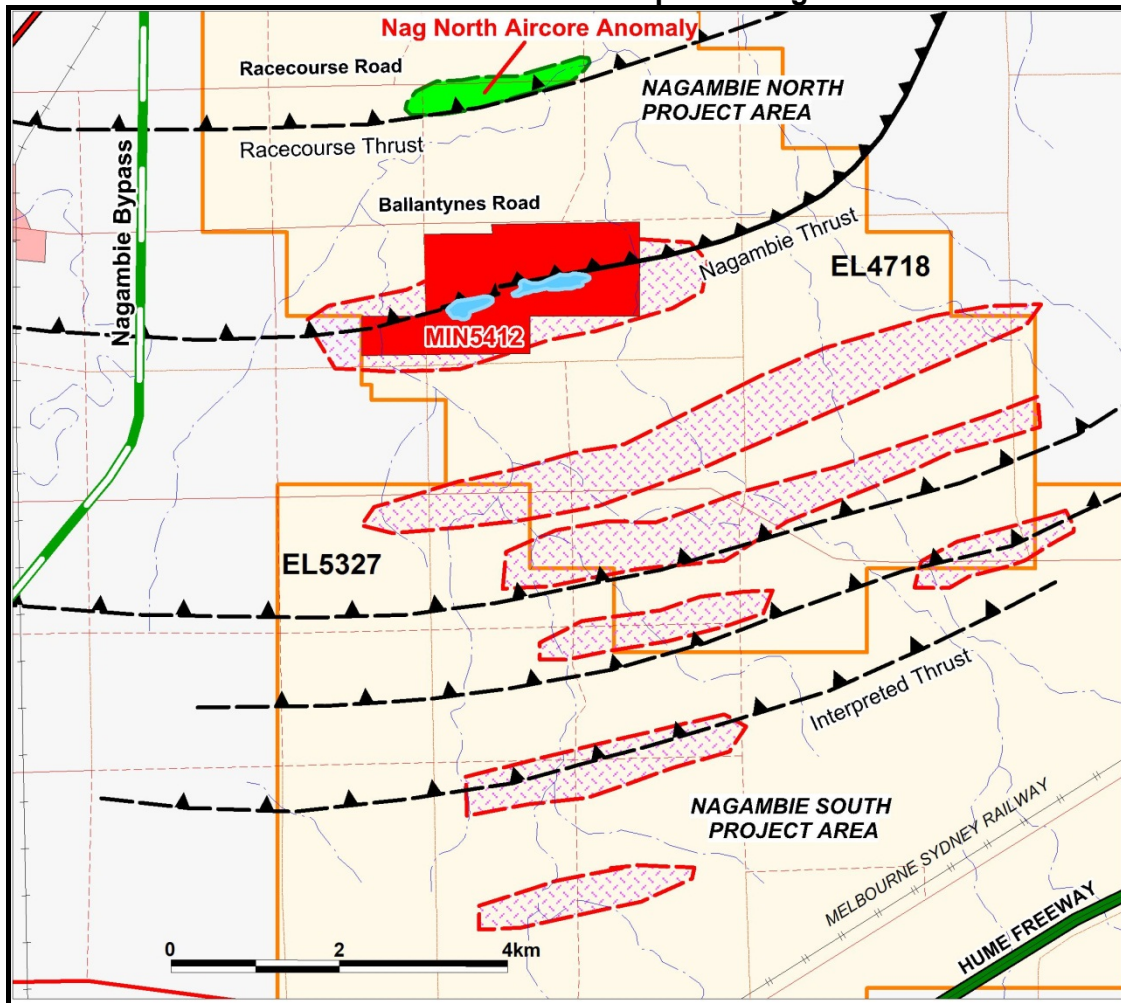 Nag North Aircore Anomaly
Racecourse Road
NAGAMBIE NORTH
PROJECT AREA
Racecourse Thrust
Nagambie Bypass
Ballantynes Road
Nagambie Thrust
EL4718
MIN5412
EL5327
Interpreted Thrust
NAGAMBIE SOUTH
PROJECT AREA
MELBOURNE SYDNEY RAILWAY
HUME FREEWAY
0 2 4km